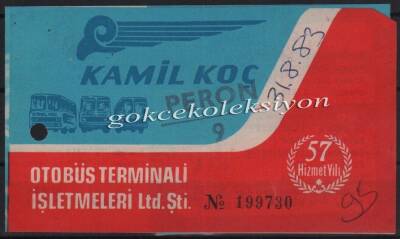 KAMİL KOÇ
31.8.83
PERON
9
gokcekoleksiyon
57
Hizmet Yılı
OTOBÜS TERMİNALİ
İŞLETMELERİ Ltd. Şti.
№ 199730
95